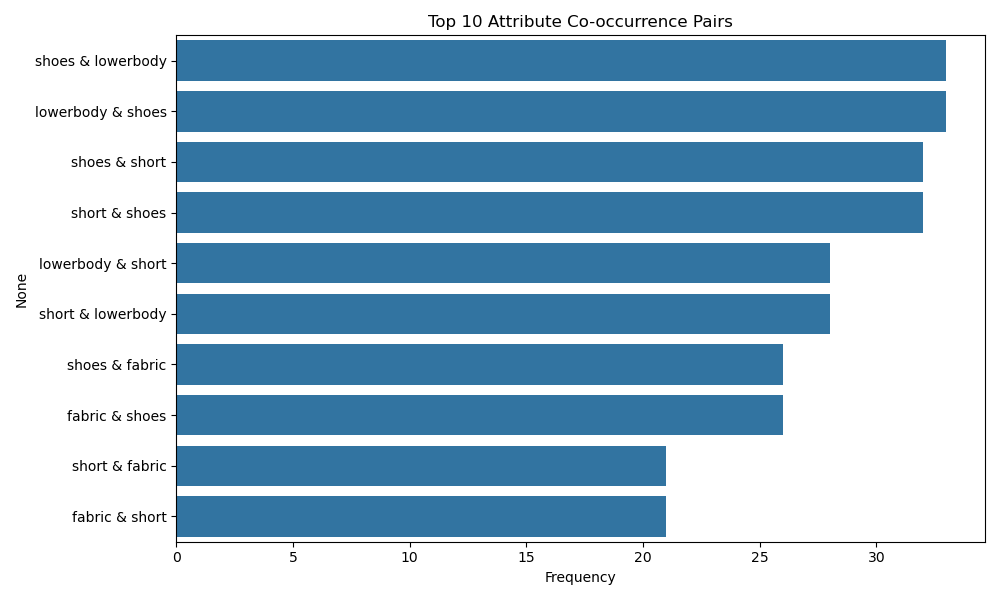 Top 10 Attribute Co-occurrence Pairs
shoes & lowerbody
lowerbody & shoes
shoes & short
short & shoes
lowerbody & short
short & lowerbody
shoes & fabric
fabric & shoes
short & fabric
fabric & short
None
0 5 10 15 20 25 30
Frequency